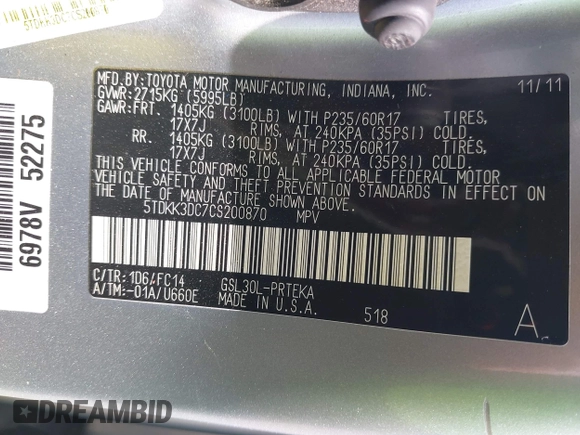 MFD.BY:TOYOTA MOTOR MANUFACTURING, INDIANA, INC. 11/11
GVWR:2715KG (5995LB)
GAWR:FRT. 1405KG (3100LB) WITH P235/60R17 TIRES,
17X7J RIMS, AT 240KPA (35PSI) COLD.
RR. 1405KG (3100LB) WITH P235/60R17 TIRES,
17X7J RIMS, AT 240KPA (35PSI) COLD.
THIS VEHICLE CONFORMS TO ALL APPLICABLE FEDERAL MOTOR
VEHICLE SAFETY AND THEFT PREVENTION STANDARDS IN EFFECT ON
THE DATE OF MANUFACTURE SHOWN ABOVE.
5TDKK3DC7CS200870 MPV
C/TR:1D6/FC14 GSL30L-PRTEKA
A/TM:-01A/U660E MADE IN U.S.A.
518 A
6978V 52275
DREAMBID